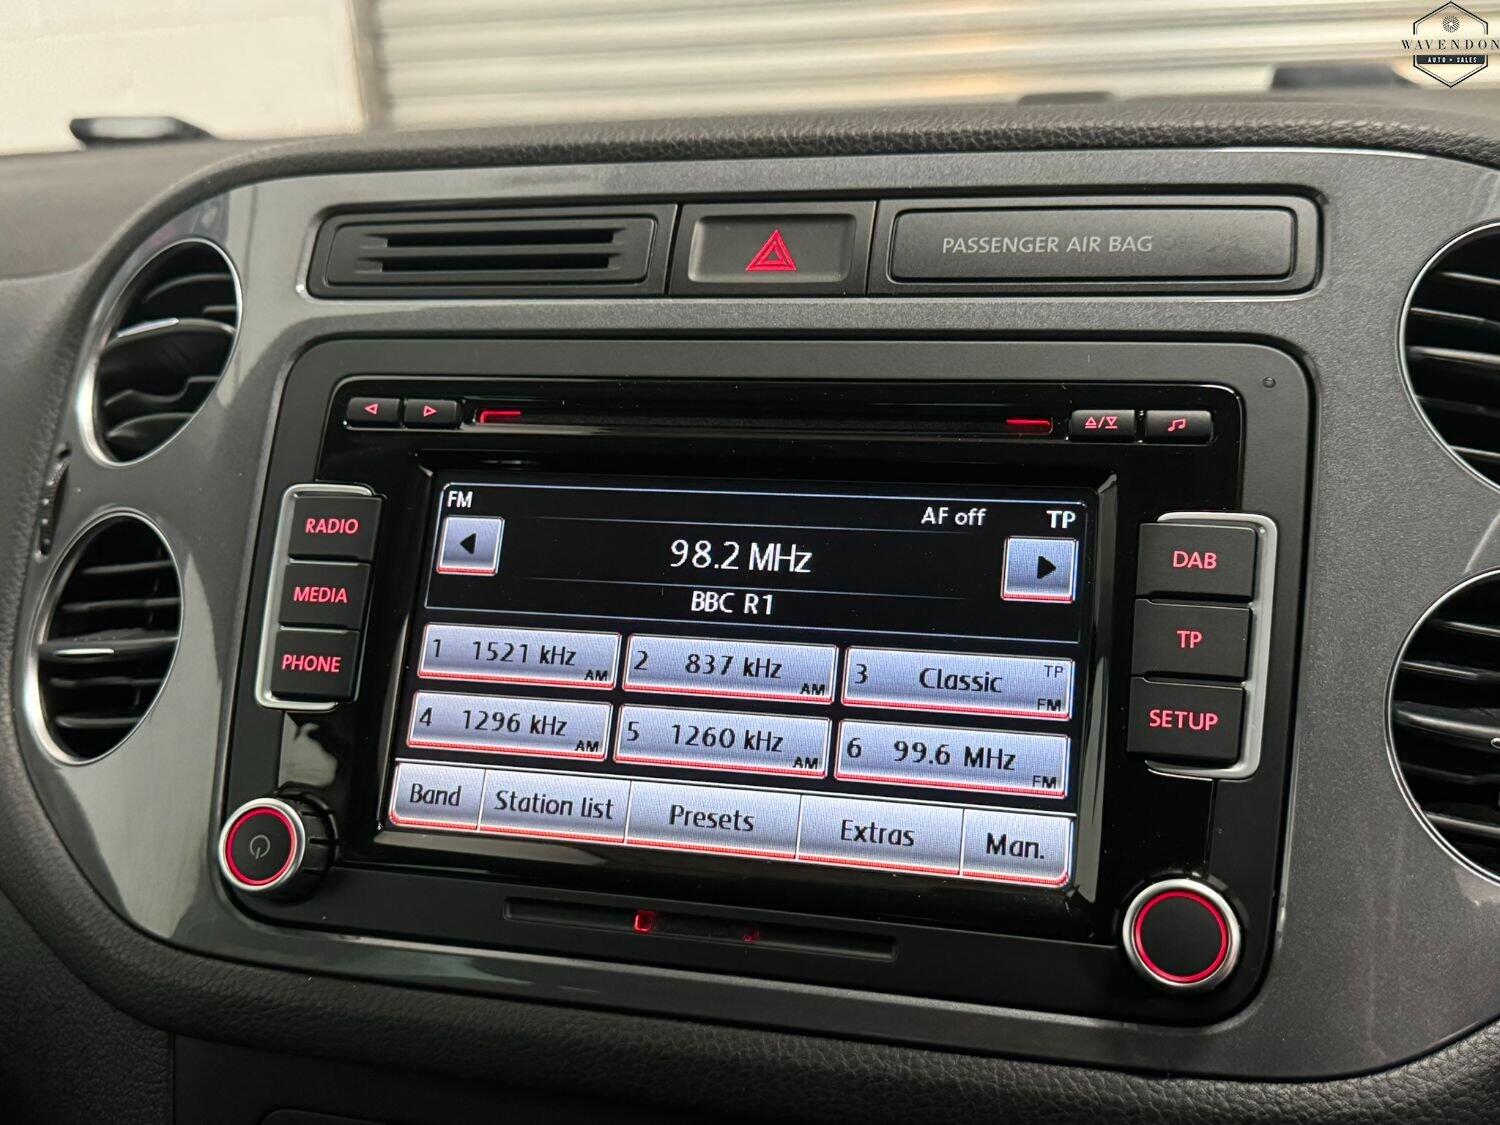 WAVENDON
AUTO • SALES
PASSENGER AIR BAG
RADIO
MEDIA
PHONE
FM
AF off TP
98.2 MHz
BBC R1
1 1521 kHz AM
2 837 kHz AM
3 Classic TP FM
4 1296 kHz AM
5 1260 kHz AM
6 99.6 MHz FM
Band Station list Presets Extras Man.
DAB
TP
SETUP